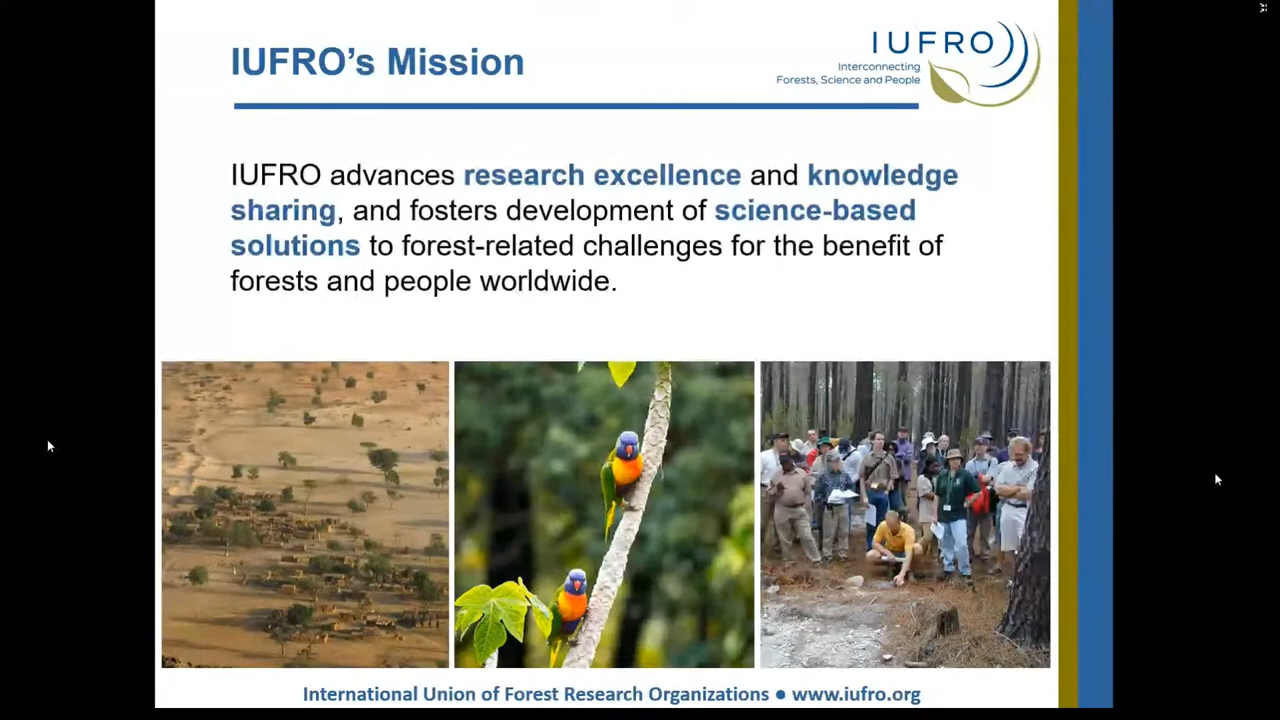 IUFRO's Mission
IUFRO
Interconnecting
Forests, Science and People
IUFRO advances research excellence and knowledge
sharing, and fosters development of science-based
solutions to forest-related challenges for the benefit of
forests and people worldwide.
International Union of Forest Research Organizations ● www.iufro.org